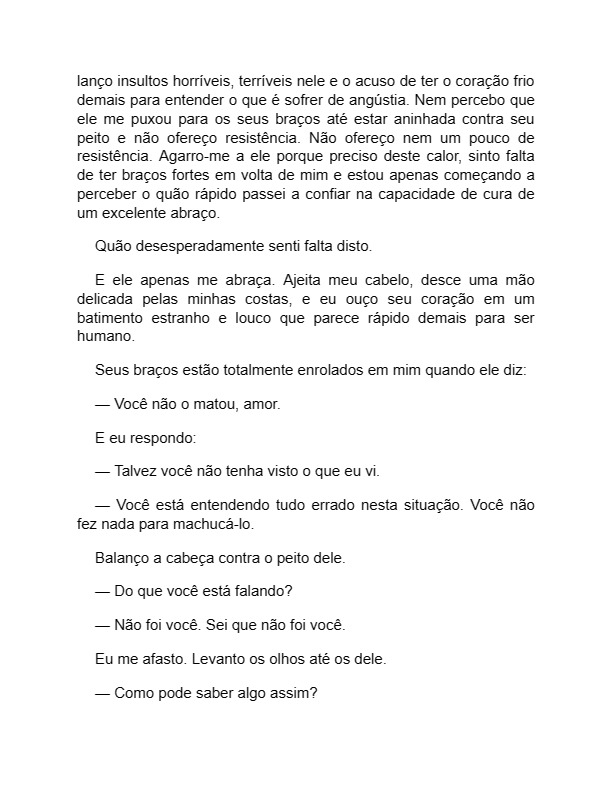 lanço insultos horríveis, terríveis nele e o acuso de ter o coração frio
demais para entender o que é sofrer de angústia. Nem percebo que
ele me puxou para os seus braços até estar aninhada contra seu
peito e não ofereço resistência. Não ofereço nem um pouco de
resistência. Agarro-me a ele porque preciso deste calor, sinto falta
de ter braços fortes em volta de mim e estou apenas começando a
perceber o quão rápido passei a confiar na capacidade de cura de
um excelente abraço.
Quão desesperadamente senti falta disto.
E ele apenas me abraça. Ajeita meu cabelo, desce uma mão
delicada pelas minhas costas, e eu ouço seu coração em um
batimento estranho e louco que parece rápido demais para ser
humano.
Seus braços estão totalmente enrolados em mim quando ele diz:
— Você não o matou, amor.
E eu respondo:
— Talvez você não tenha visto o que eu vi.
— Você está entendendo tudo errado nesta situação. Você não
fez nada para machucá-lo.
Balanço a cabeça contra o peito dele.
— Do que você está falando?
— Não foi você. Sei que não foi você.
Eu me afasto. Levanto os olhos até os dele.
— Como pode saber algo assim?